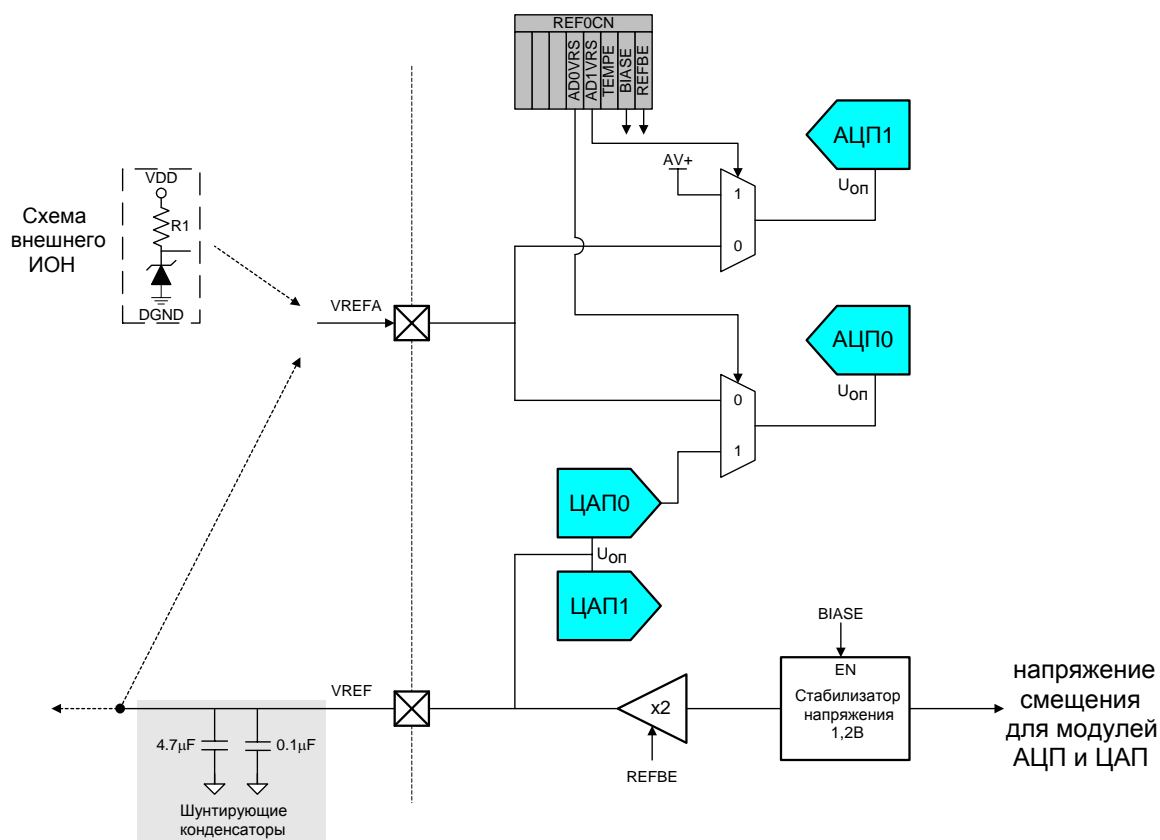 REF0CN
AD0VRS
AD1VRS
TEMPE
BIASE
REFBE
АЦП1
AV+
Uоп
1
0
VDD
R1
DGND
Схема
внешнего
ИОН
VREFA
АЦП0
Uоп
0
1
ЦАП0
Uоп
ЦАП1
BIASE
EN
Стабилизатор
напряжения
1,2В
напряжение
смещения
для модулей
АЦП и ЦАП
VREF
x2
REFBE
4.7µF
0.1µF
Шунтирующие
конденсаторы